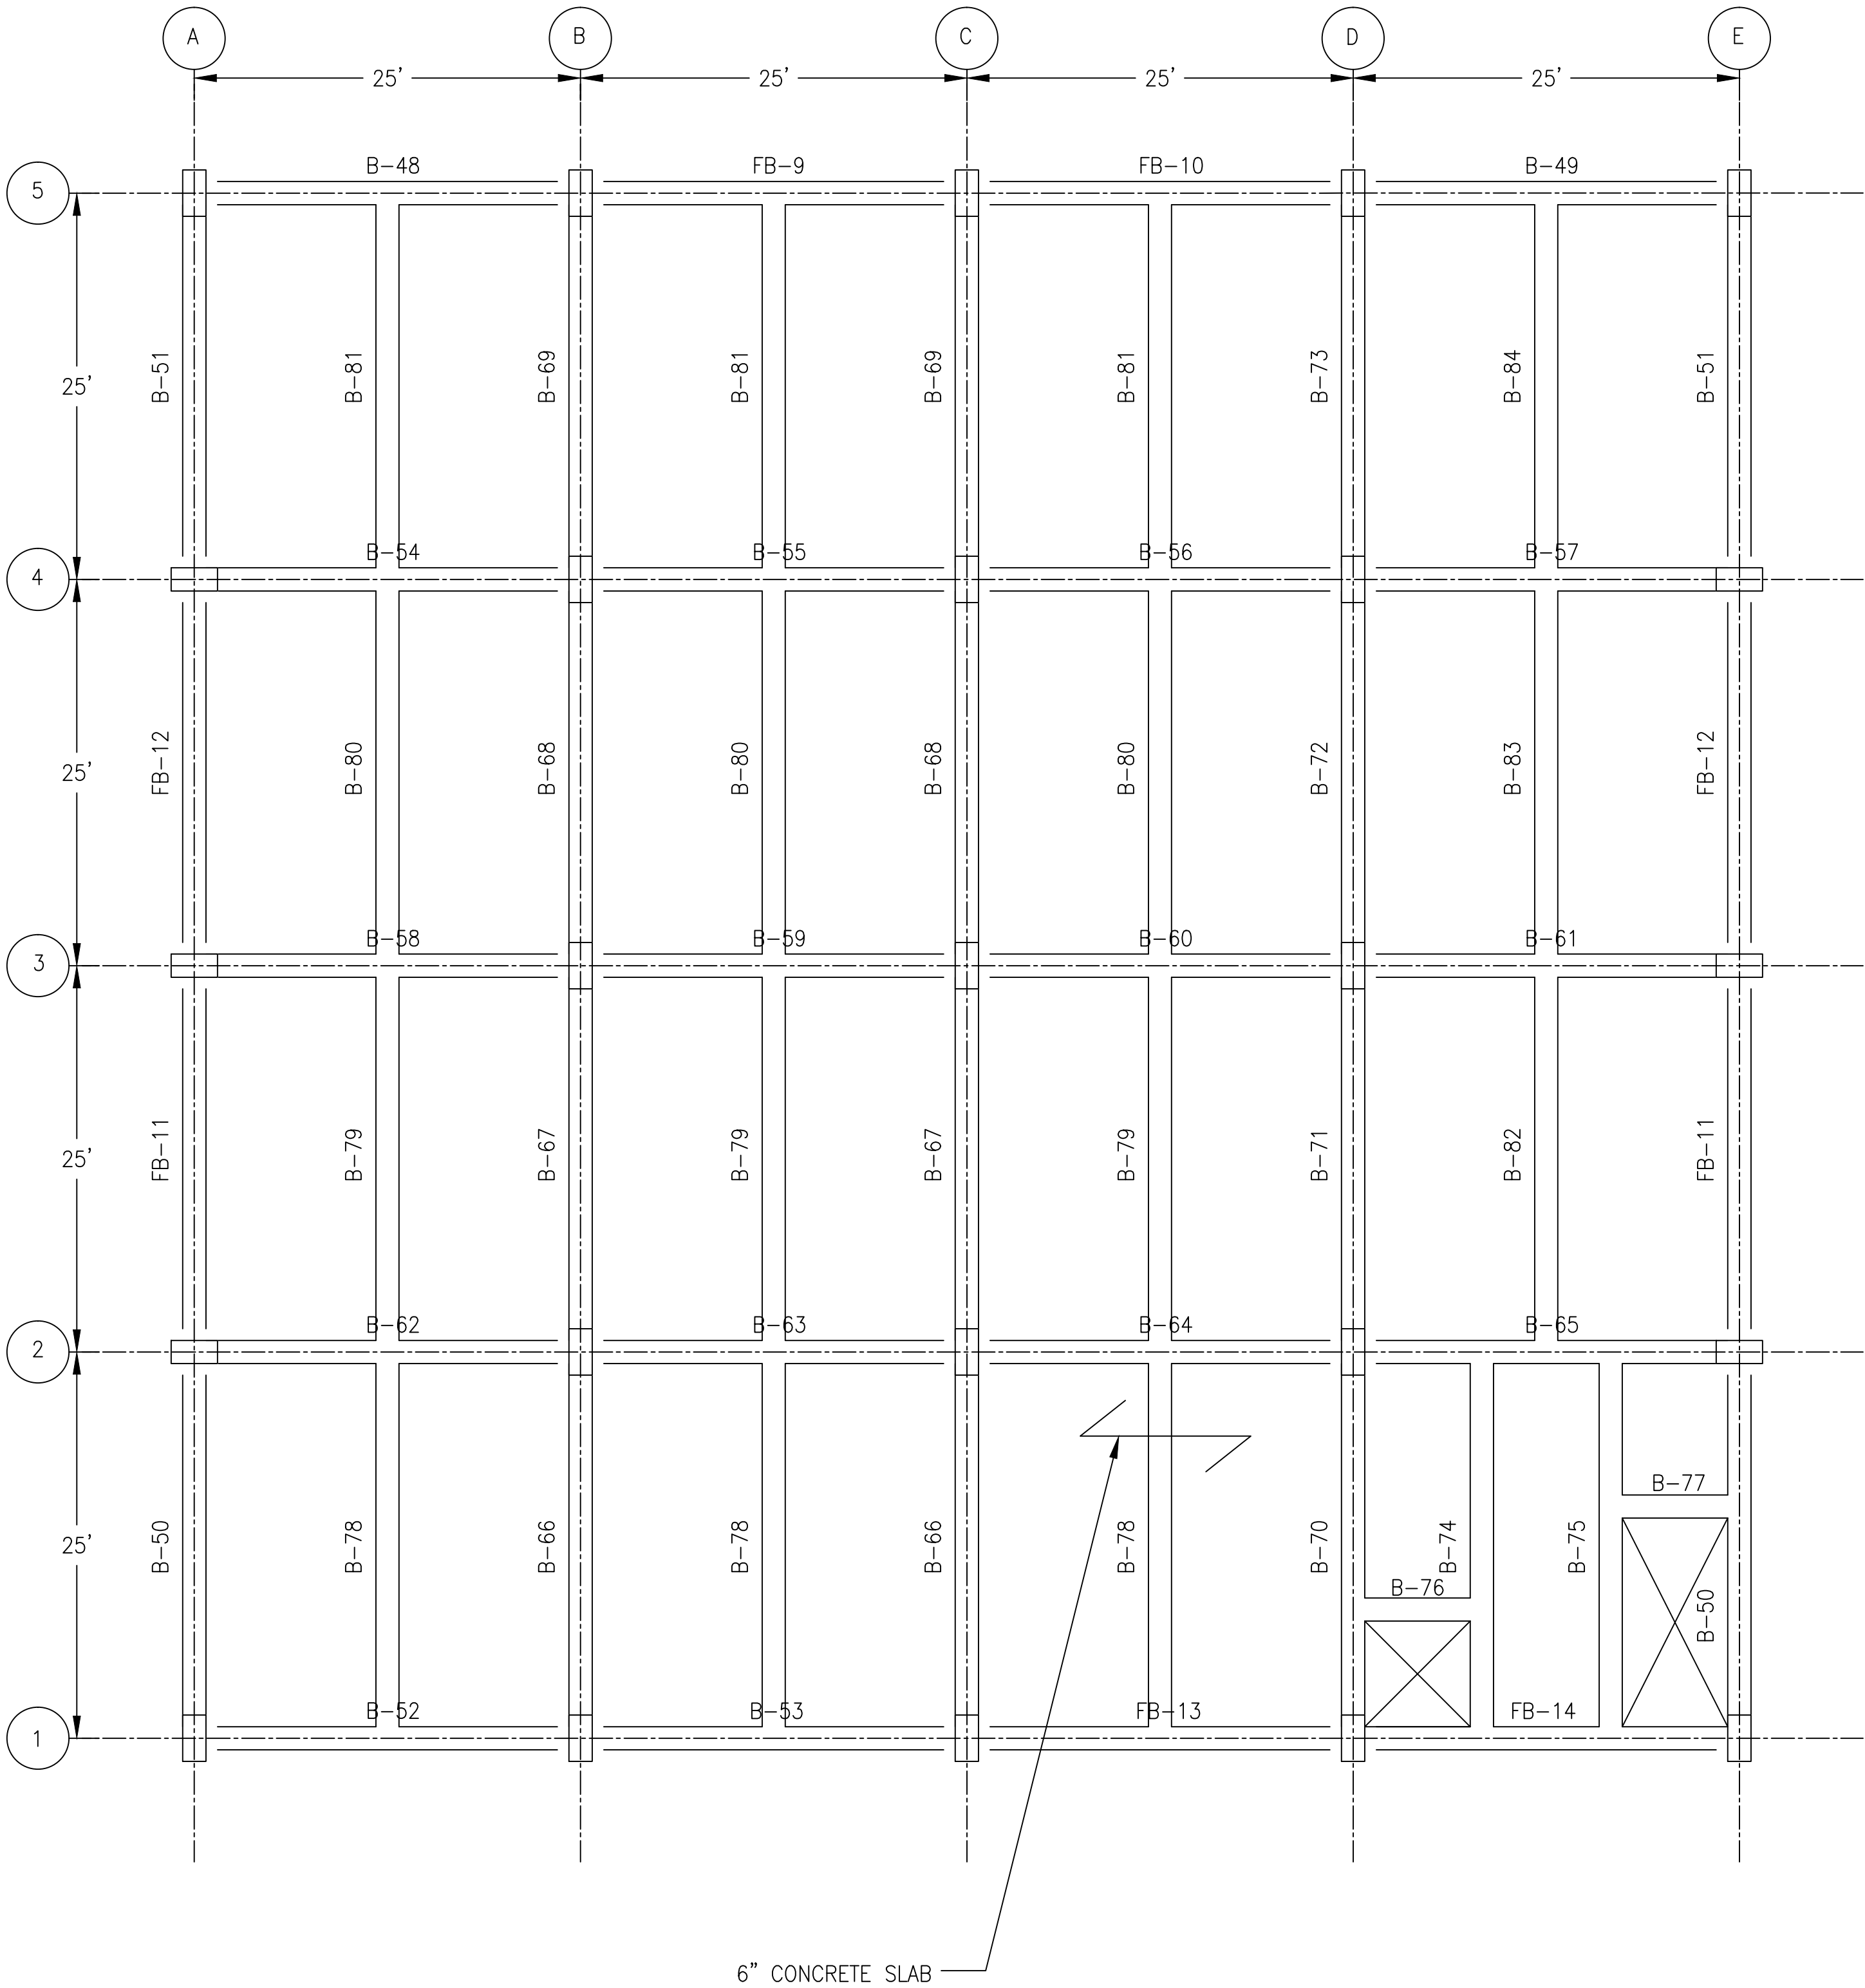 A B C D E
25' 25' 25' 25'
B-48 FB-9 FB-10 B-49
5
B-51 B-81 B-69 B-81 B-69 B-81 B-73 B-84 B-51
25'
B-54 B-55 B-56 B-57
4
FB-12 B-80 B-68 B-80 B-68 B-80 B-72 B-83 FB-12
25'
B-58 B-59 B-60 B-61
3
FB-11 B-79 B-67 B-79 B-67 B-79 B-71 B-82 FB-11
25'
B-62 B-63 B-64 B-65
2
B-77
B-50 B-78 B-66 B-78 B-66 B-78 B-70 B-74 B-75
25'
B-76 B-50
B-52 B-53 FB-13 FB-14
1
6" CONCRETE SLAB